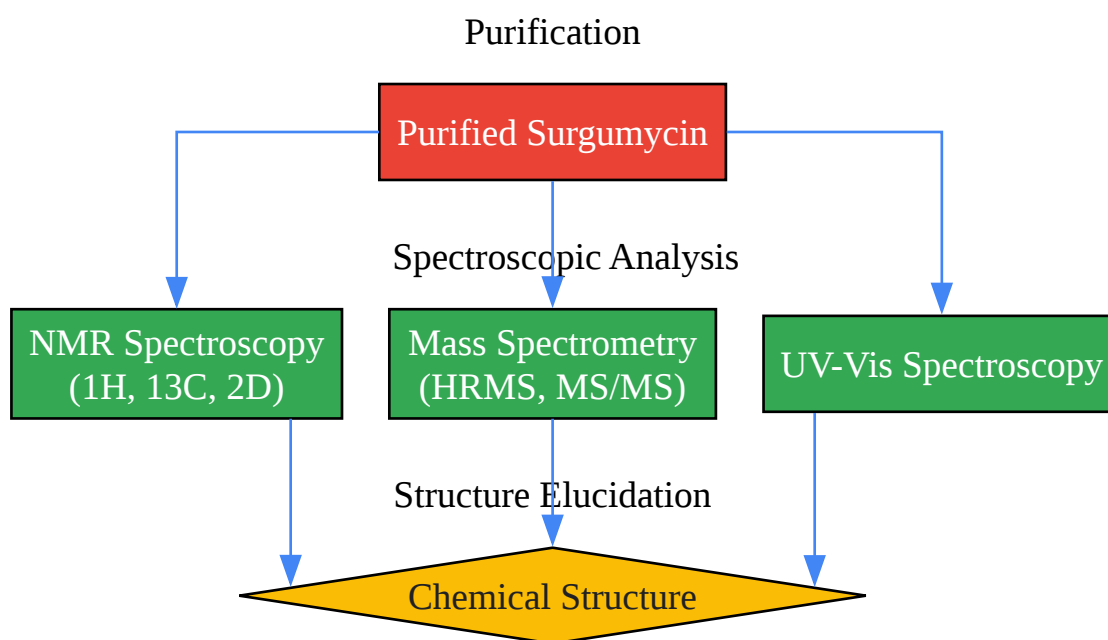 Purification
Purified Surgumycin
Spectroscopic Analysis
NMR Spectroscopy
(1H, 13C, 2D)
Mass Spectrometry
(HRMS, MS/MS)
UV-Vis Spectroscopy
Structure Elucidation
Chemical Structure